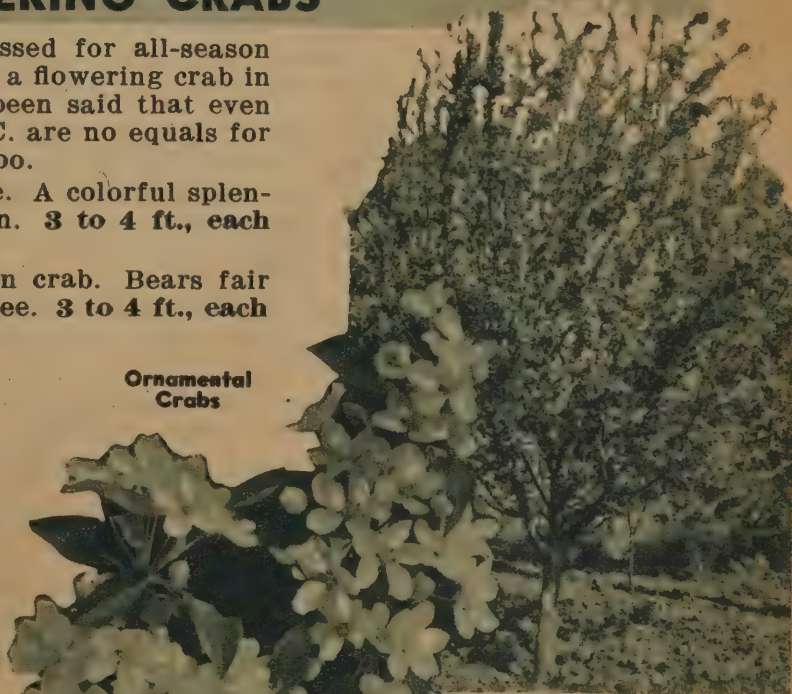 ERING CRABS
ssed for all-season
a flowering crab in
been said that even
C. are no equals for
oo.
e. A colorful splen-
n. 3 to 4 ft., each
n crab. Bears fair
ee. 3 to 4 ft., each
Ornamental
Crabs